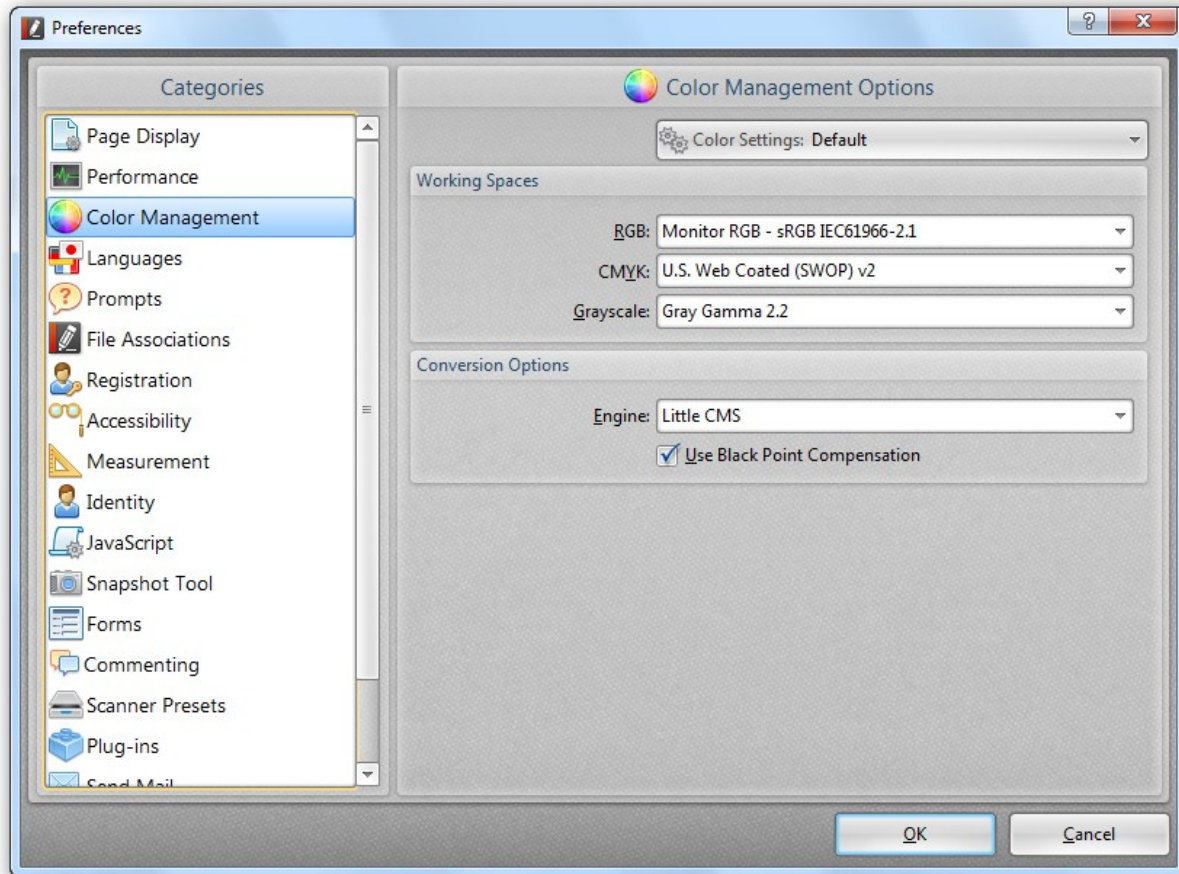 Preferences
Categories
Page Display
Performance
Color Management
Languages
Prompts
File Associations
Registration
Accessibility
Measurement
Identity
JavaScript
Snapshot Tool
Forms
Commenting
Scanner Presets
Plug-ins
Send Mail
Color Management Options
Color Settings: Default
Working Spaces
RGB: Monitor RGB - sRGB IEC61966-2.1
CMYK: U.S. Web Coated (SWOP) v2
Grayscale: Gray Gamma 2.2
Conversion Options
Engine: Little CMS
Use Black Point Compensation
OK Cancel